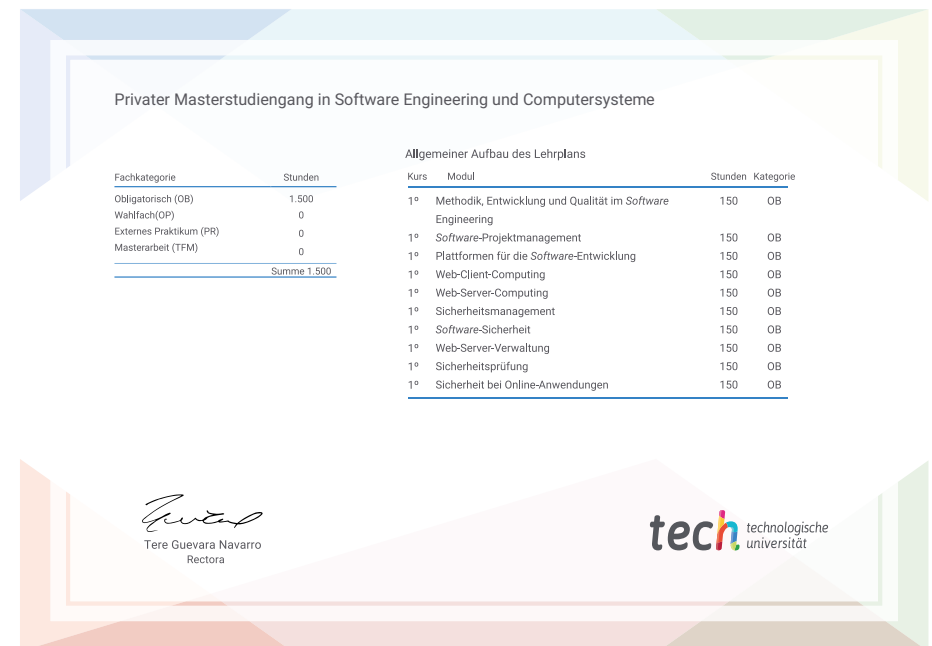 Privater Masterstudiengang in Software Engineering und Computersysteme
Fachkategorie Stunden
Obligatorisch (OB) 1.500
Wahlfach(OP) 0
Externes Praktikum (PR) 0
Masterarbeit (TFM) 0
Summe 1.500
Allgemeiner Aufbau des Lehrplans
Kurs Modul Stunden Kategorie
1º Methodik, Entwicklung und Qualität im Software 150 OB
Engineering
1º Software-Projektmanagement 150 OB
1º Plattformen für die Software-Entwicklung 150 OB
1º Web-Client-Computing 150 OB
1º Web-Server-Computing 150 OB
1º Sicherheitsmanagement 150 OB
1º Software-Sicherheit 150 OB
1º Web-Server-Verwaltung 150 OB
1º Sicherheitsprüfung 150 OB
1º Sicherheit bei Online-Anwendungen 150 OB
Tere Guevara Navarro
Rectora
tech technologische
universität